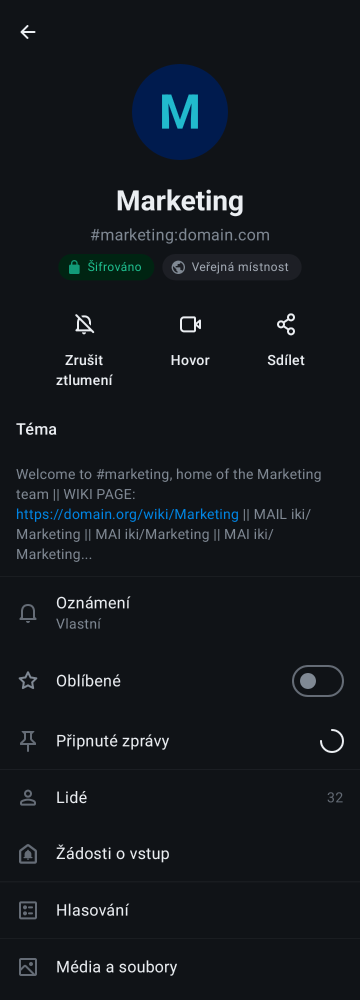 M
Marketing
#marketing:domain.com
Šifrováno
Veřejná místnost
Zrušit
ztlumení
Hovor
Sdílet
Téma
Welcome to #marketing, home of the Marketing
team || WIKI PAGE:
https://domain.org/wiki/Marketing || MAIL iki/
Marketing || MAI iki/Marketing || MAI iki/
Marketing...
Oznámení
Vlastní
Oblíbené
Připnuté zprávy
Lidé 32
Žádosti o vstup
Hlasování
Média a soubory